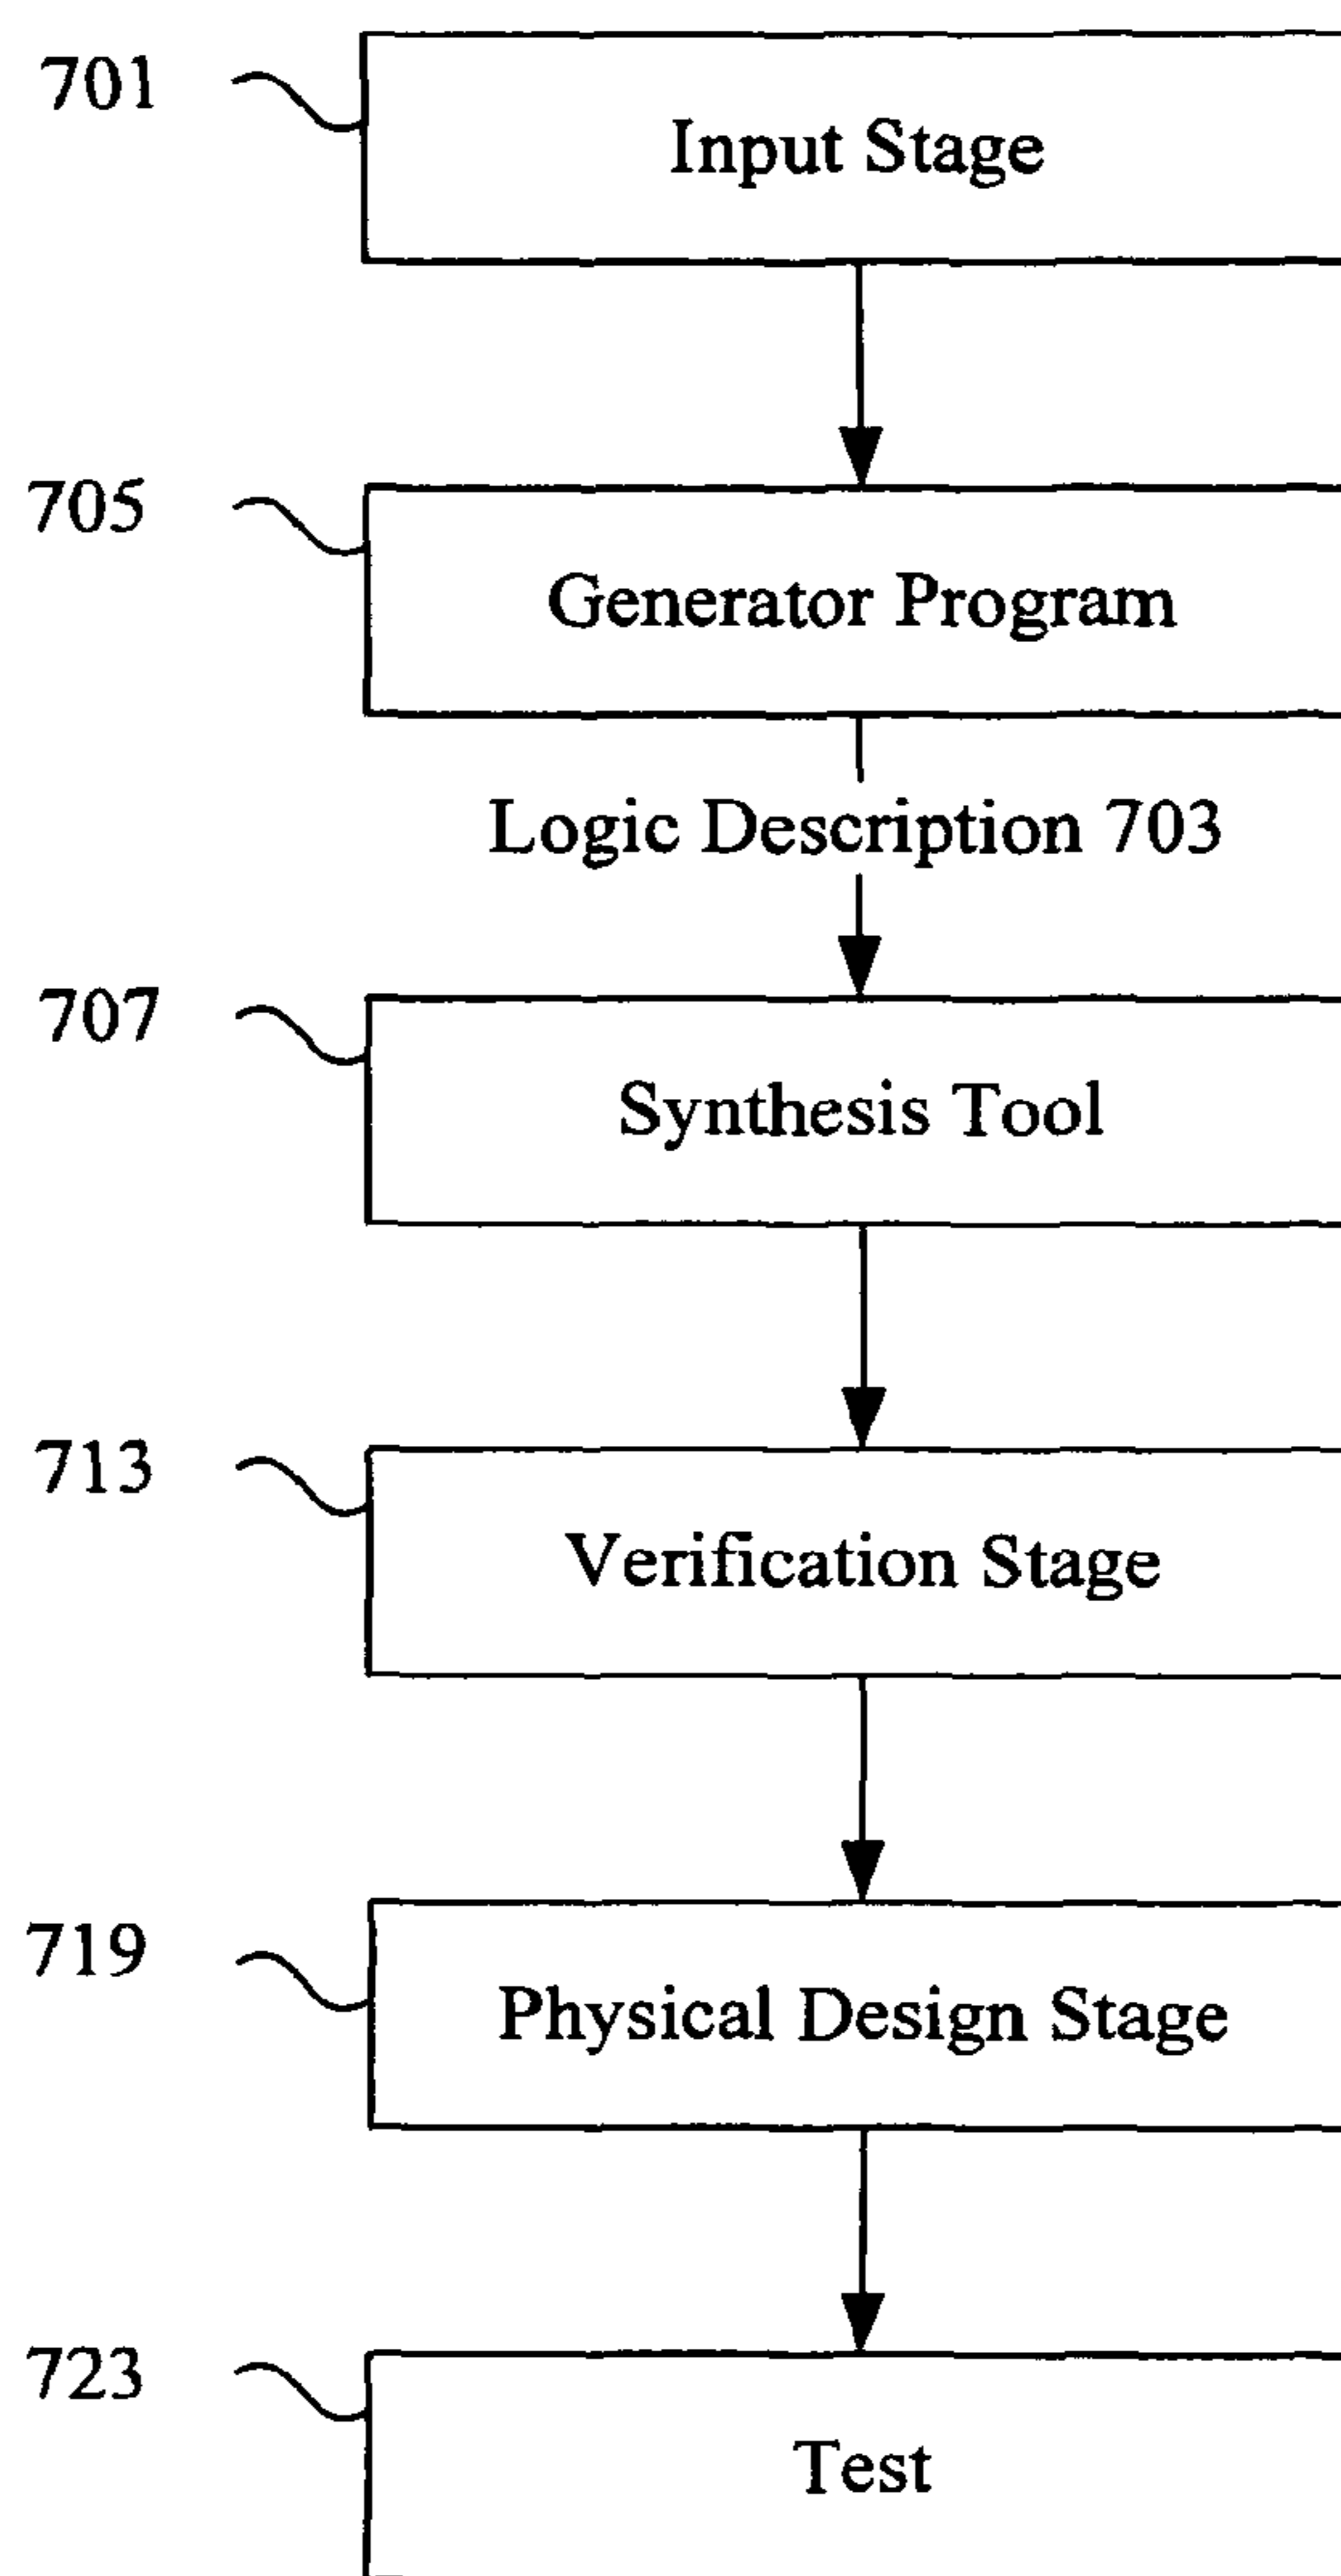 701
Input Stage
705
Generator Program
Logic Description 703
707
Synthesis Tool
713
Verification Stage
719
Physical Design Stage
723
Test